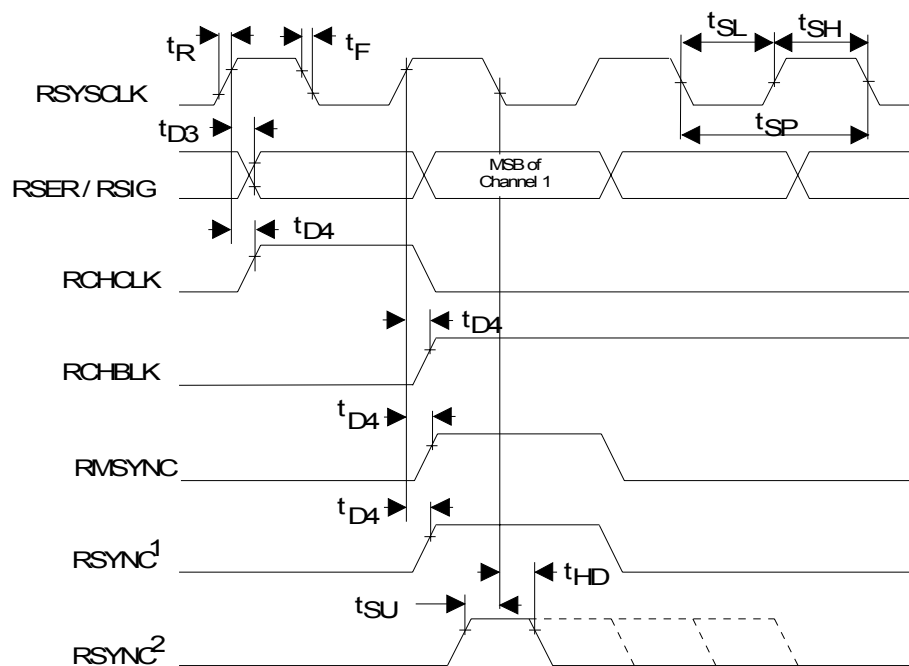 tR tF tSL tSH
RSYSCLK
tD3 tSP
MSB of
Channel 1
RSER / RSIG
tD4
RCHCLK
tD4
RCHBLK
tD4
RMSYNC
tD4
RSYNC1
tHD
tSU
RSYNC2